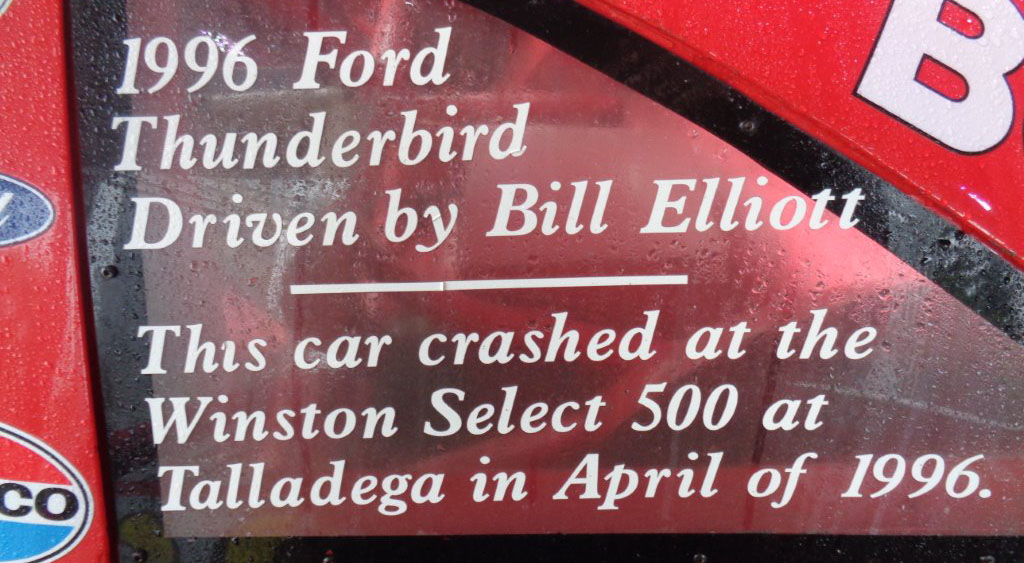 1996 Ford
Thunderbird
Driven by Bill Elliott
This car crashed at the
Winston Select 500 at
Talladega in April of 1996.
B
CO